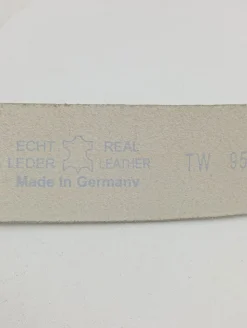 ECHT REAL
LEDER LEATHER TW 95
Made In Germany